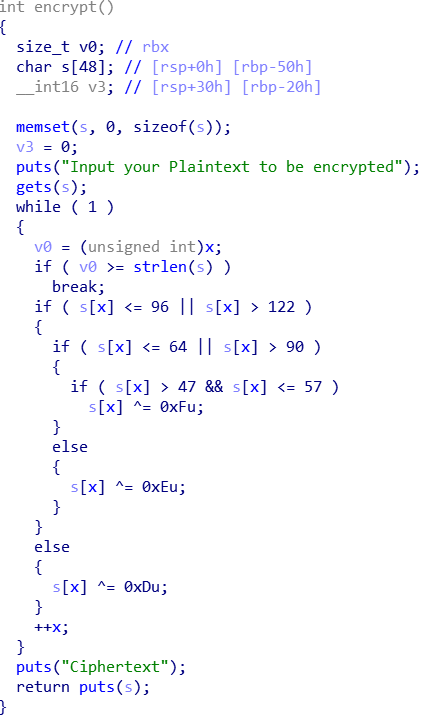 int encrypt()
{
  size_t v0; // rbx
  char s[48]; // [rsp+0h] [rbp-50h]
  __int16 v3; // [rsp+30h] [rbp-20h]

  memset(s, 0, sizeof(s));
  v3 = 0;
  puts("Input your Plaintext to be encrypted");
  gets(s);
  while ( 1 )
  {
    v0 = (unsigned int)x;
    if ( v0 >= strlen(s) )
      break;
    if ( s[x] <= 96 || s[x] > 122 )
    {
      if ( s[x] <= 64 || s[x] > 90 )
      {
        if ( s[x] > 47 && s[x] <= 57 )
          s[x] ^= 0xFu;
      }
      else
      {
        s[x] ^= 0xEu;
      }
    }
    else
    {
      s[x] ^= 0xDu;
    }
    ++x;
  }
  puts("Ciphertext");
  return puts(s);
}